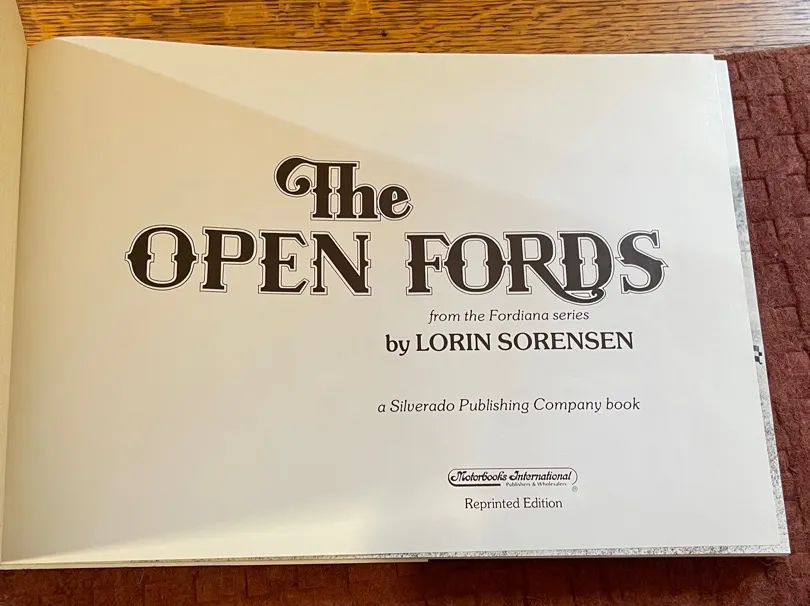 The
OPEN FORDS
from the Fordiana series
by LORIN SORENSEN
a Silverado Publishing Company book
Motorbooks International
Publishers & Wholesalers
®
Reprinted Edition